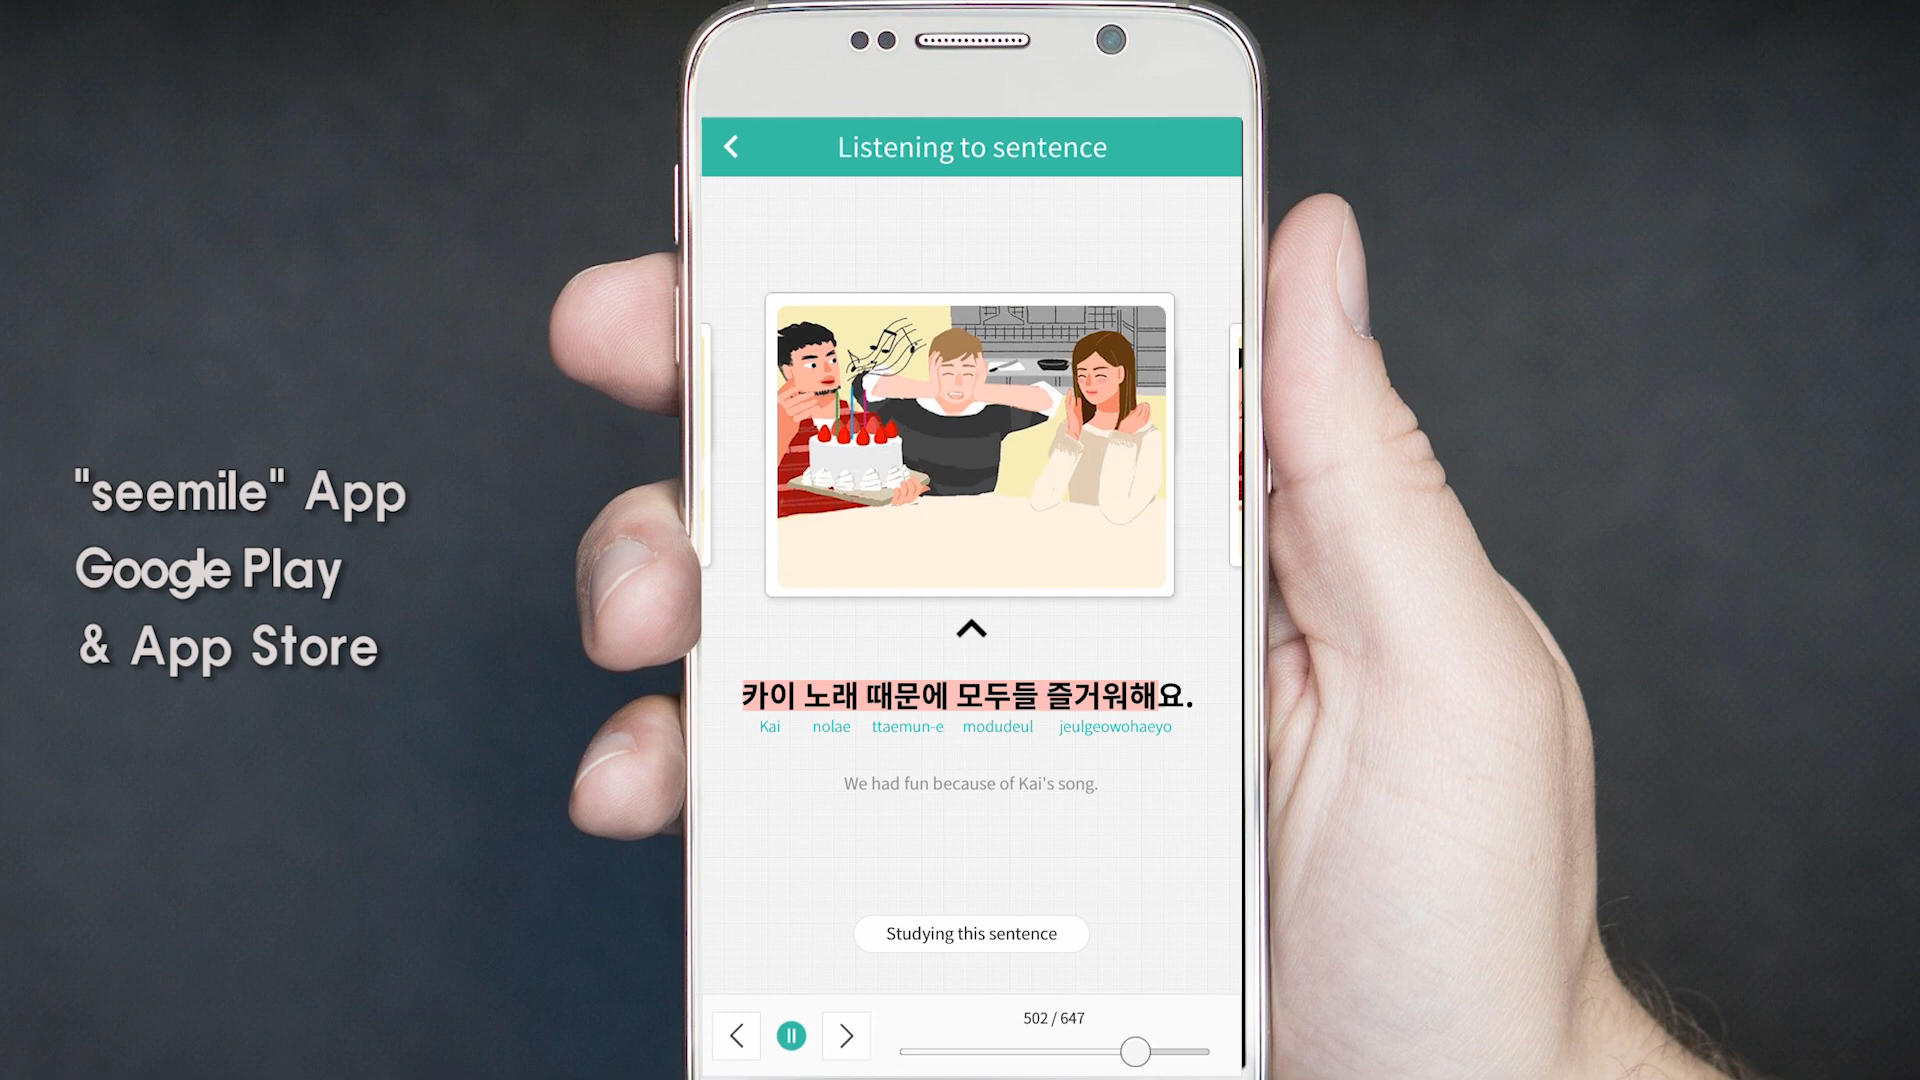 "seemile" App
Google Play
& App Store
Listening to sentence
카이 노래 때문에 모두들 즐거워해요.
Kai nolae ttaemun-e modudeul jeulgeowohaeyo
We had fun because of Kai's song.
Studying this sentence
502 / 647